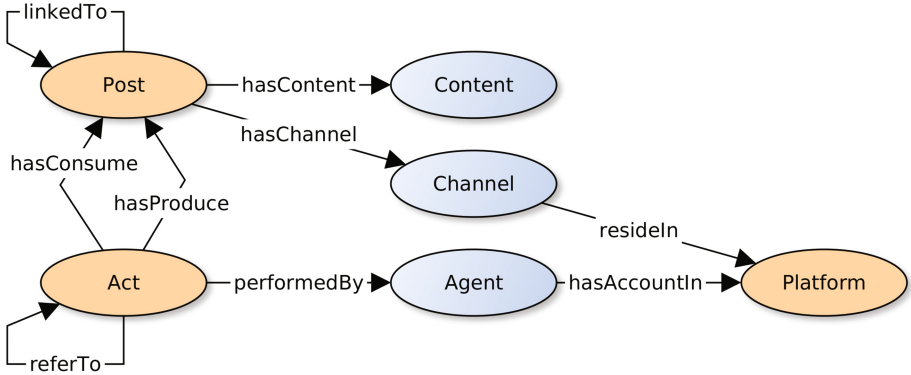 linkedTo
Post
hasContent
Content
hasChannel
hasConsume
Channel
hasProduce
resideIn
Act
performedBy
Agent
hasAccountIn
Platform
referTo